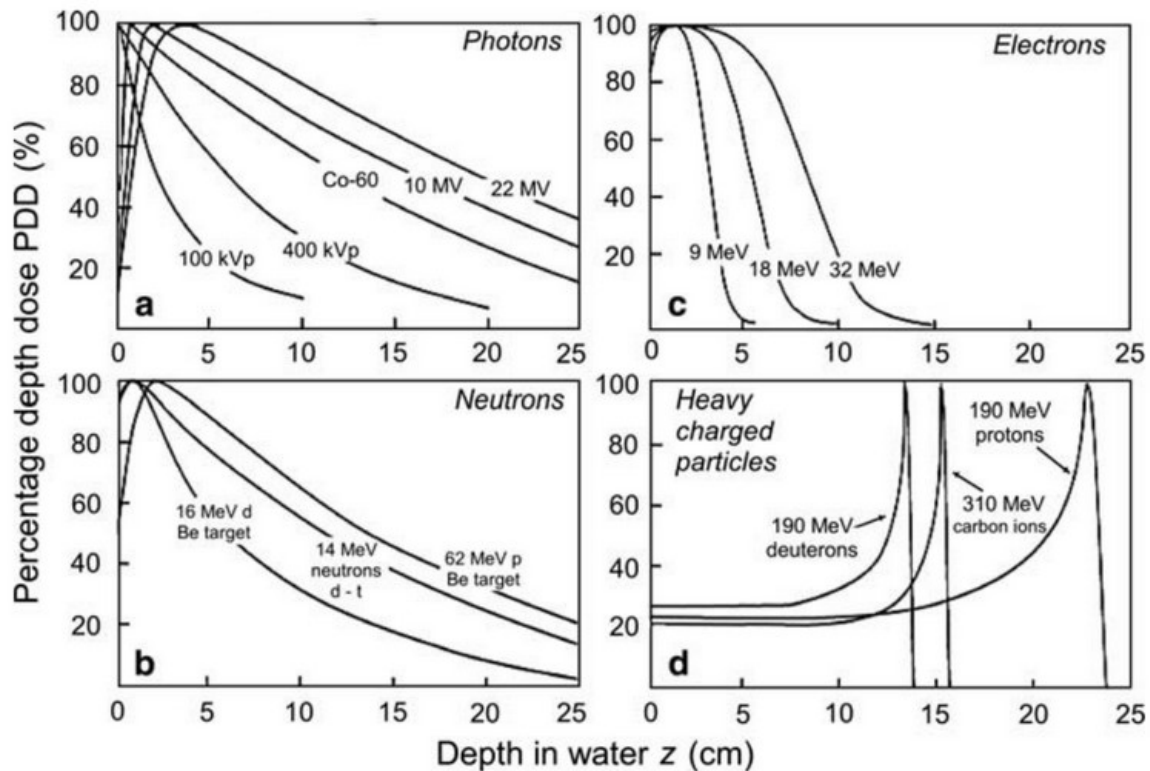 Percentage depth dose PDD (%)
100
80
60
40
20
Photons
Co-60
10 MV
22 MV
100 kVp
400 kVp
a
0
5
10
15
20
25
100
80
60
40
20
Electrons
9 MeV
18 MeV
32 MeV
c
0
5
10
15
20
25
100
80
60
40
20
Neutrons
16 MeV d
Be target
14 MeV
neutrons
d - t
62 MeV p
Be target
b
0
5
10
15
20
25
100
80
60
40
20
Heavy
charged
particles
190 MeV
protons
190 MeV
deuterons
310 MeV
carbon ions
d
0
5
10
15
20
25
Depth in water z (cm)